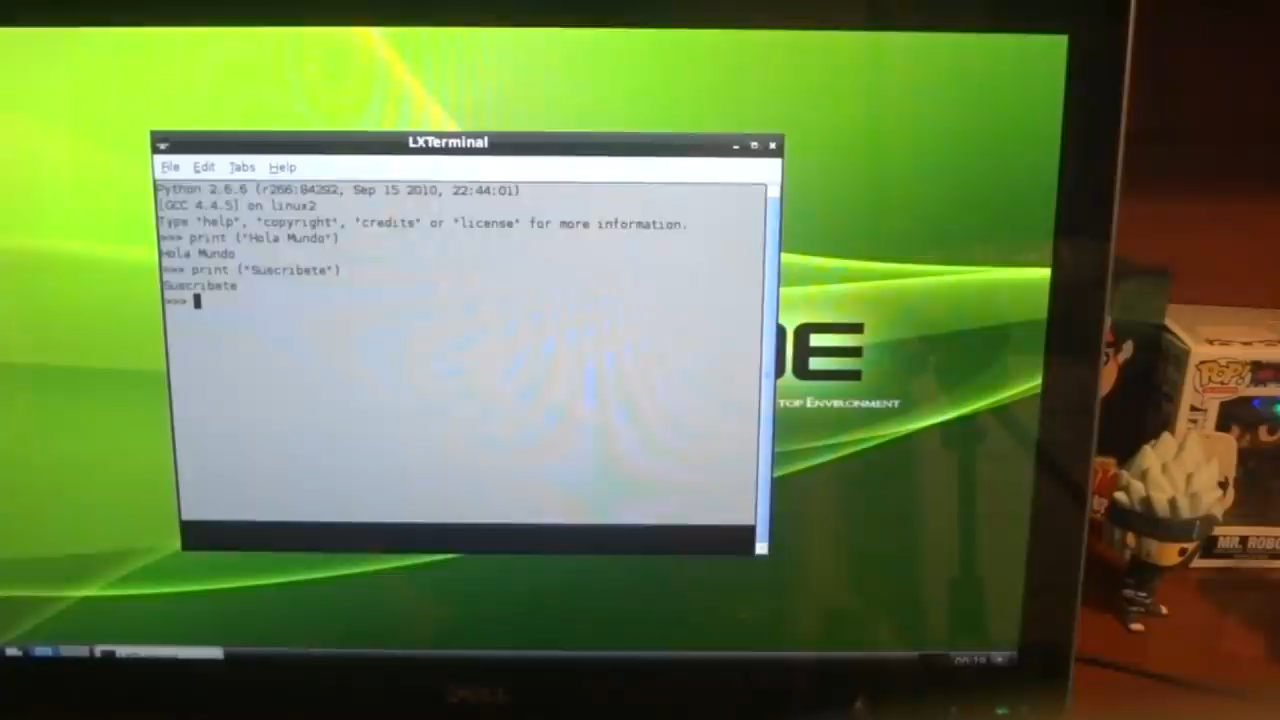 LXTerminal
File Edit Tabs Help
Python 2.6.6 (r266:84292, Sep 15 2010, 22:44:01)
[GCC 4.4.5] on linux2
Type "help", "copyright", "credits" or "license" for more information.
>>> print ("Hola Mundo")
Hola Mundo
>>> print ("Suscribete")
Suscribete
>>>
DE
TOP ENVIRONMENT
POP!
MR. ROBO
DELL